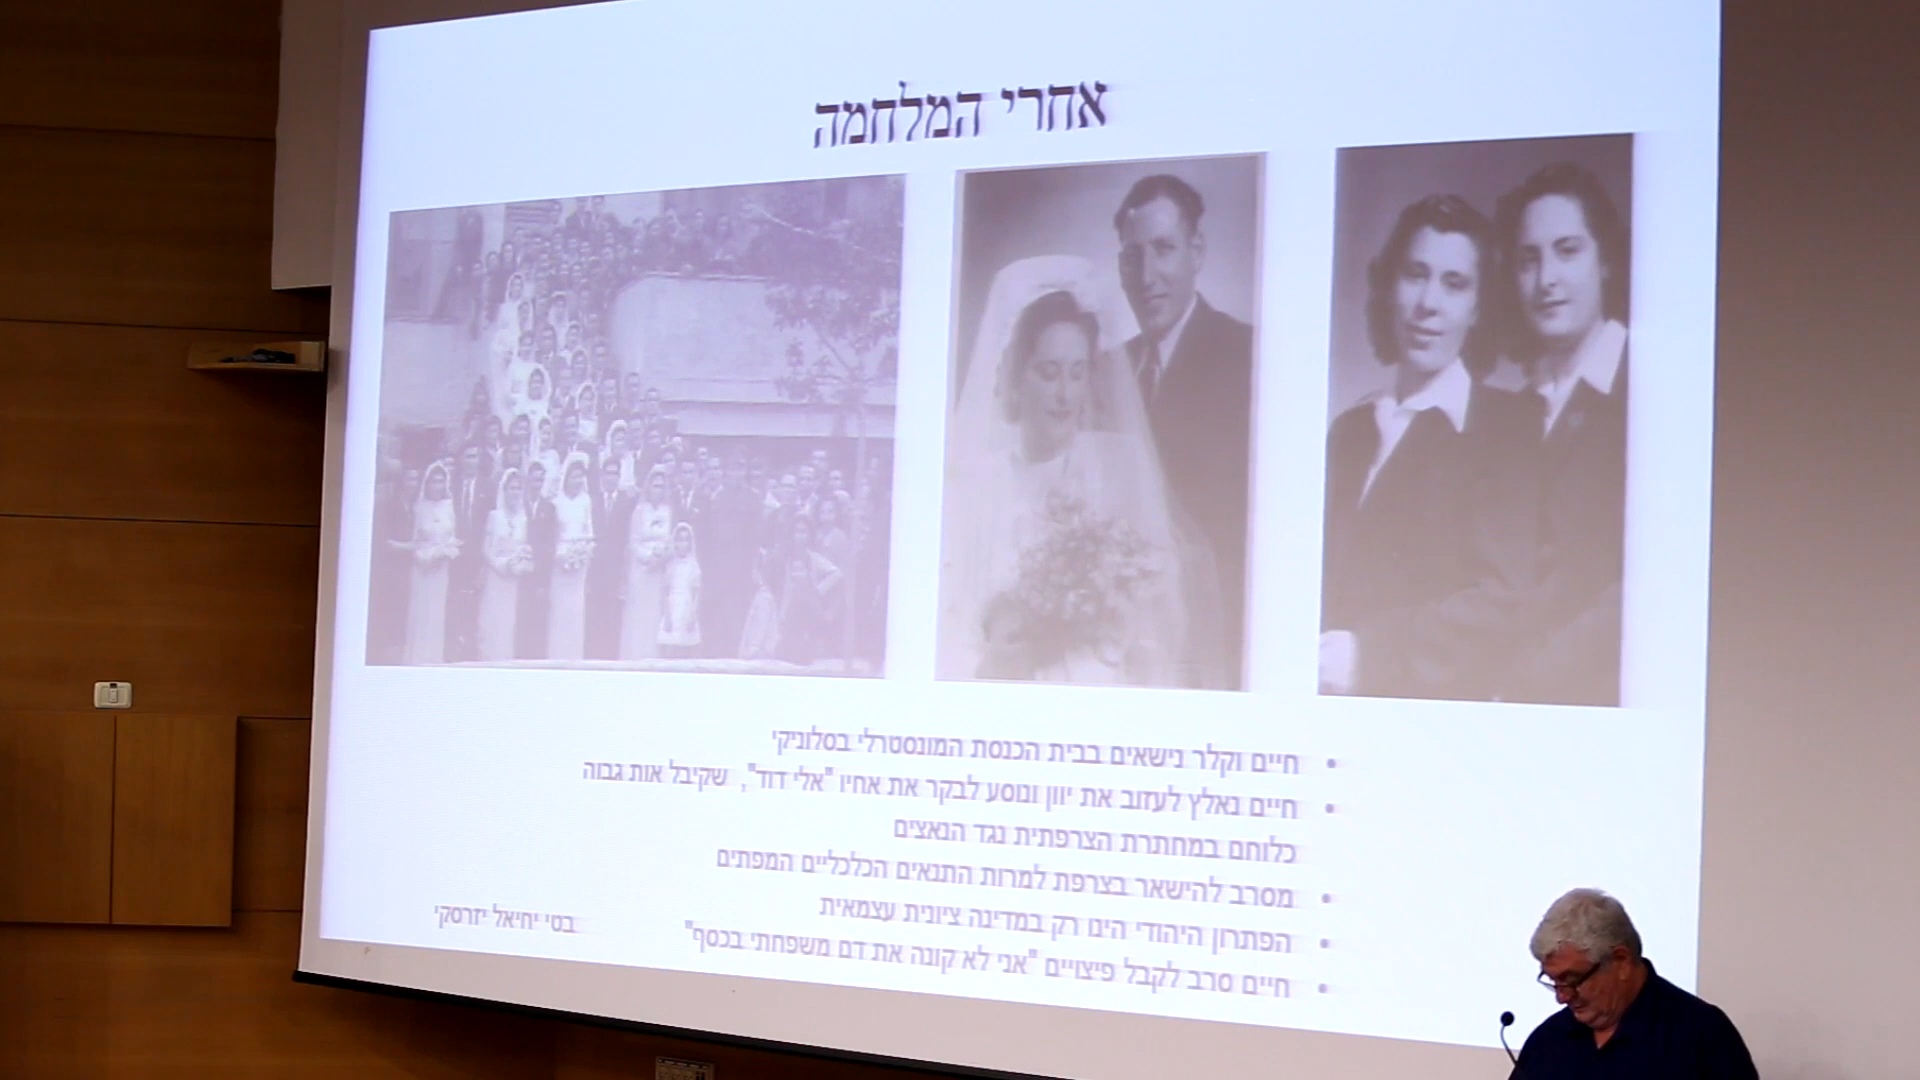 אחרי המלחמה
• חיים וקלר נישאים בבית הכנסת המונסטרלי בסלוניקי
• חיים נאלץ לעזוב את יוון ונוסע לבקר את אחיו "אלי דוד", שקיבל אות גבוה
כלוחם במחתרת הצרפתית נגד הנאצים
• מסרב להישאר בצרפת למרות התנאים הכלכליים המפתים
• הפתרון היהודי הינו רק במדינה ציונית עצמאית
• חיים סרב לקבל פיצויים "אני לא קונה את דם משפחתי בכסף"
בטי יחיאל יזרסקי